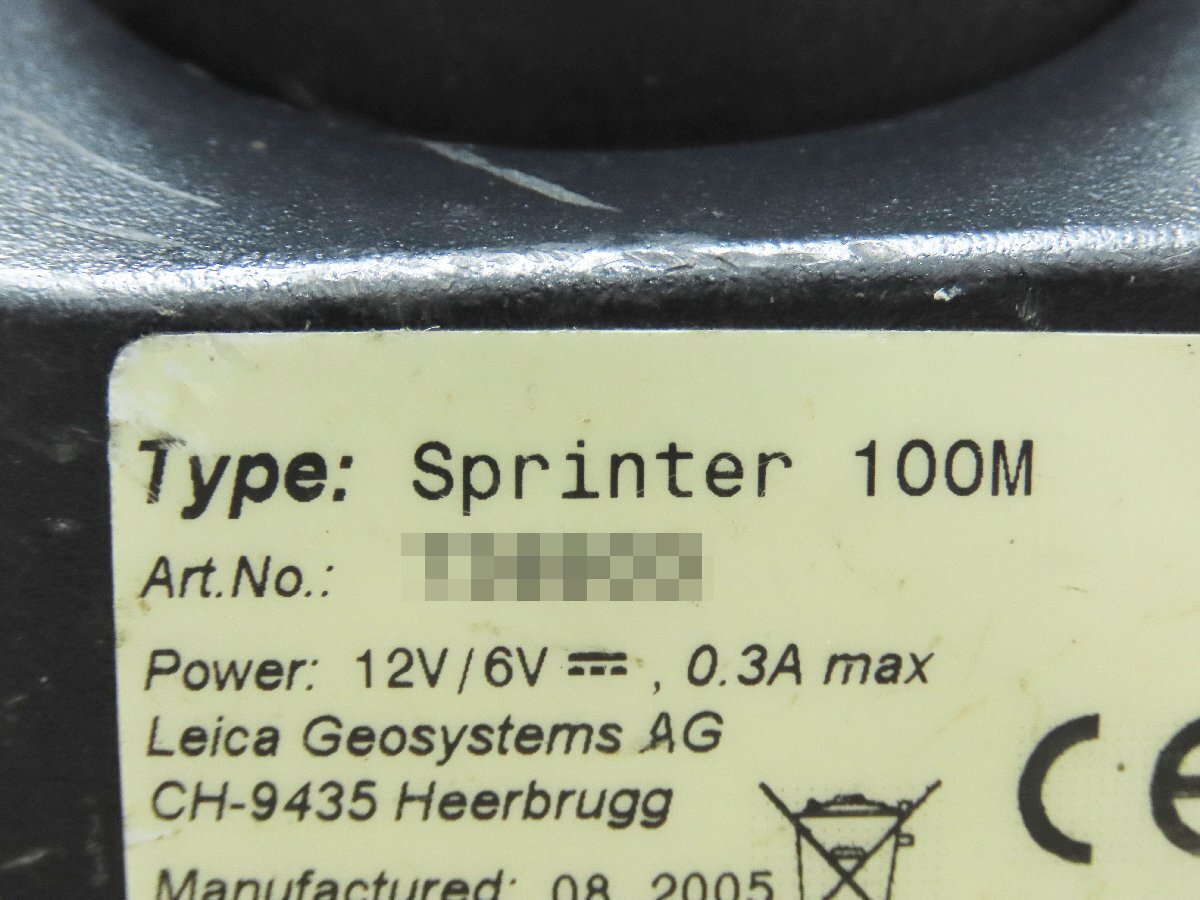 Type: Sprinter 100M
Art.No.:
Power: 12V/6V ⎓ , 0.3A max
Leica Geosystems AG
CH-9435 Heerbrugg
CE
Manufactured: 08 2005